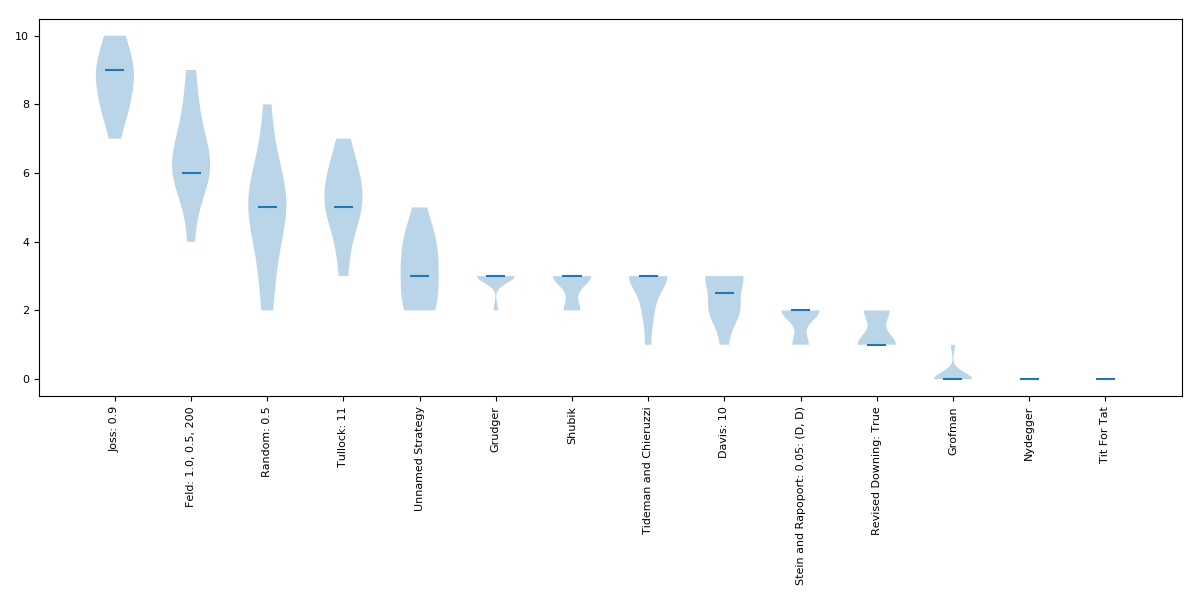 10
8
6
4
2
0
Joss: 0.9
Feld: 1.0, 0.5, 200
Random: 0.5
Tullock: 11
Unnamed Strategy
Grudger
Shubik
Tideman and Chieruzzi
Davis: 10
Stein and Rapoport: 0.05: (D, D)
Revised Downing: True
Grofman
Nydegger
Tit For Tat